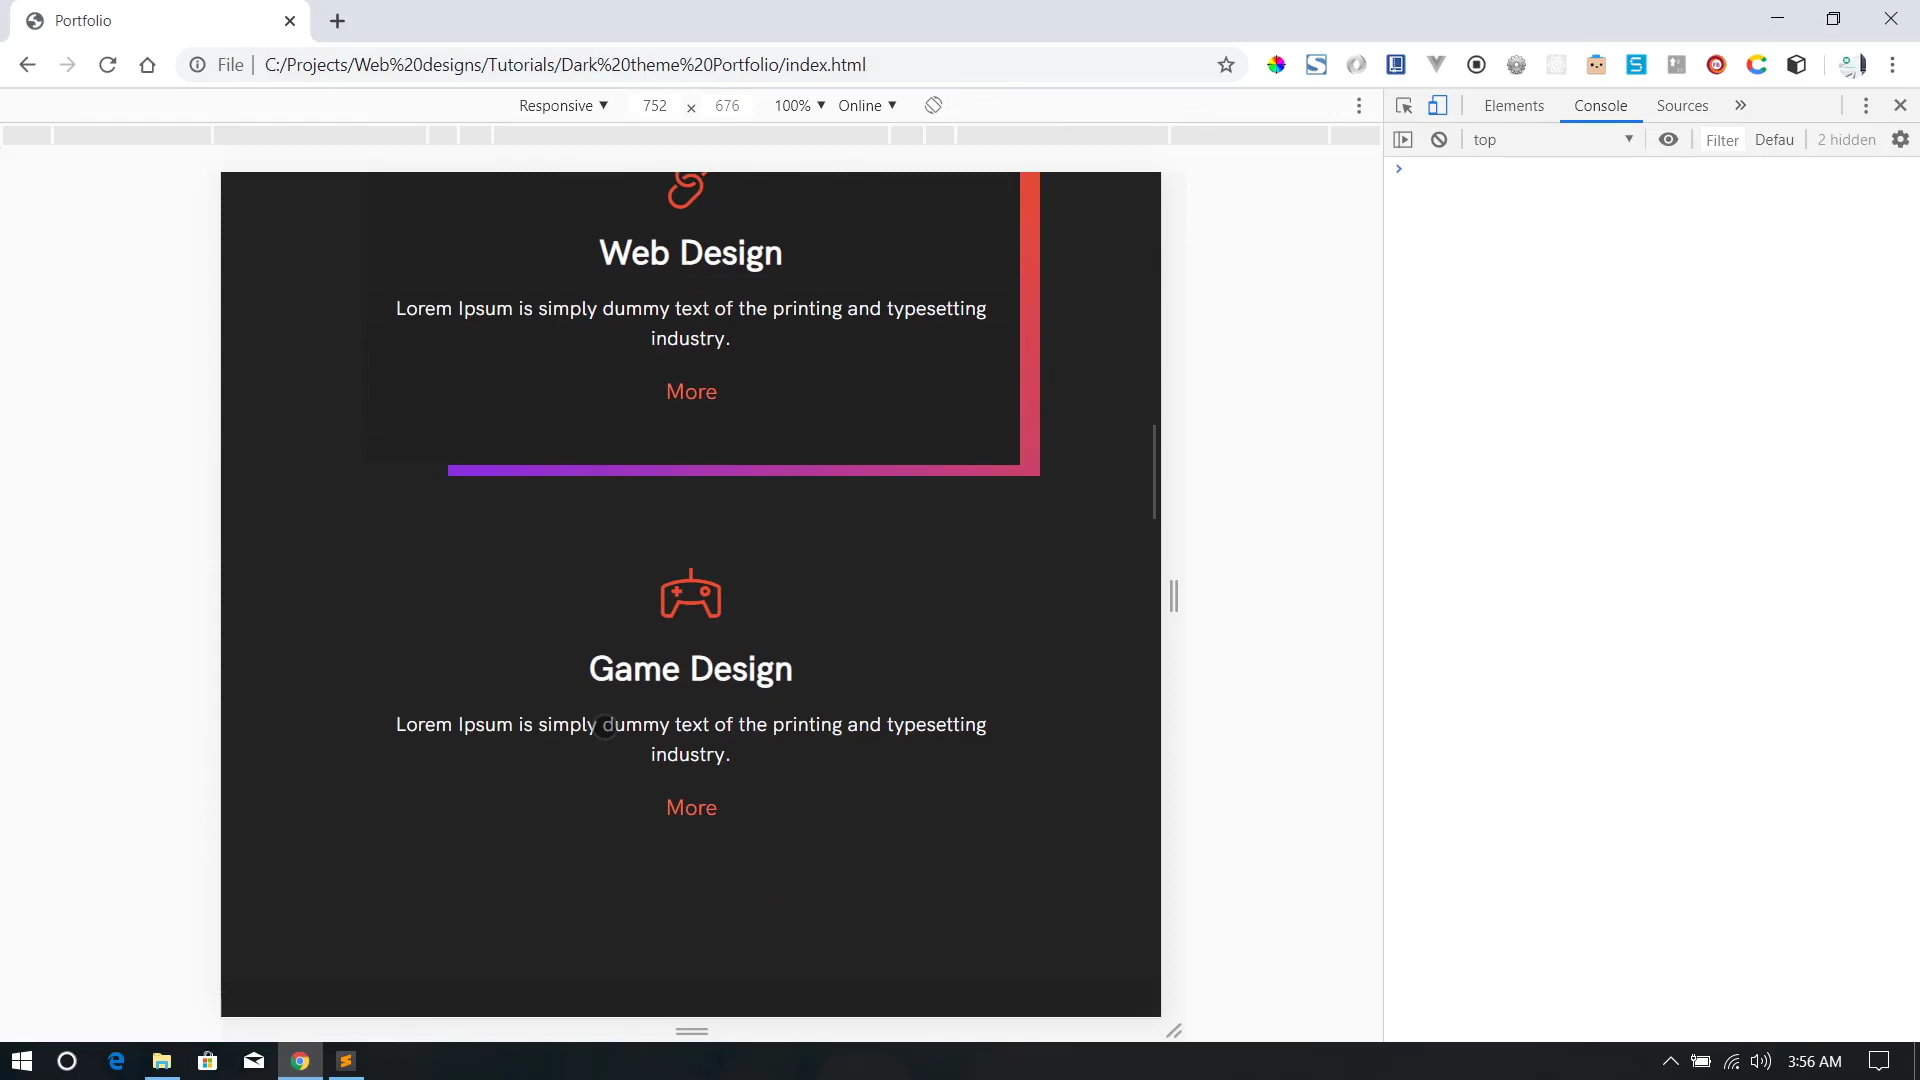 Portfolio
File C:/Projects/Web%20designs/Tutorials/Dark%20theme%20Portfolio/index.html
Responsive 752 x 676 100% Online
Elements Console Sources
top Filter Defau 2 hidden
Web Design
Lorem Ipsum is simply dummy text of the printing and typesetting
industry.
More
Game Design
Lorem Ipsum is simply dummy text of the printing and typesetting
industry.
More
3:56 AM